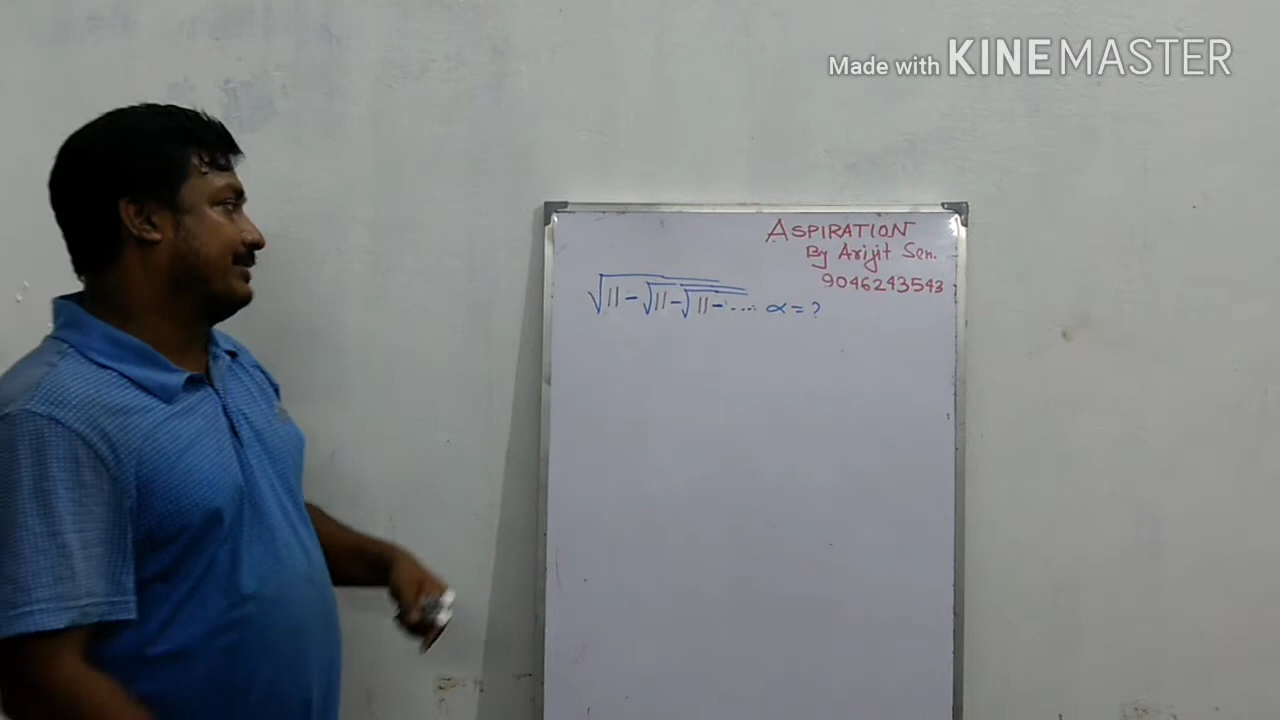 Made with KINEMASTER
ASPIRATION
By Arijit Sen.
9046243543
√11-√11-√11-.... α = ?